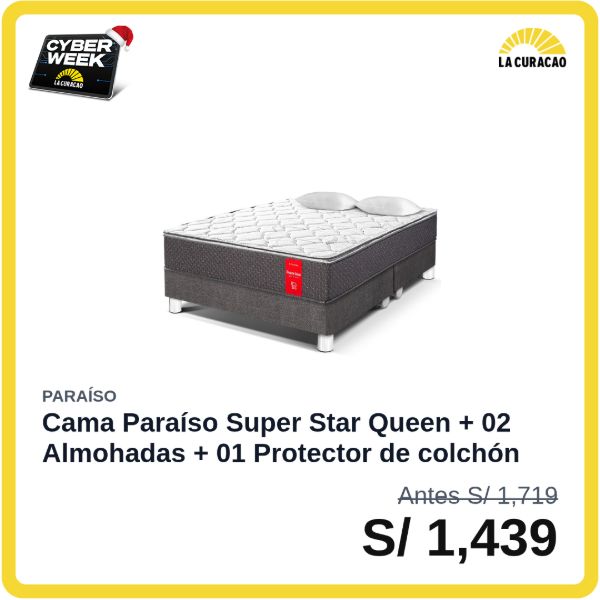 CYBER
WEEK
LA CURACAO
LA CURACAO
PARAÍSO
Cama Paraíso Super Star Queen + 02
Almohadas + 01 Protector de colchón
Antes S/ 1,719
S/ 1,439